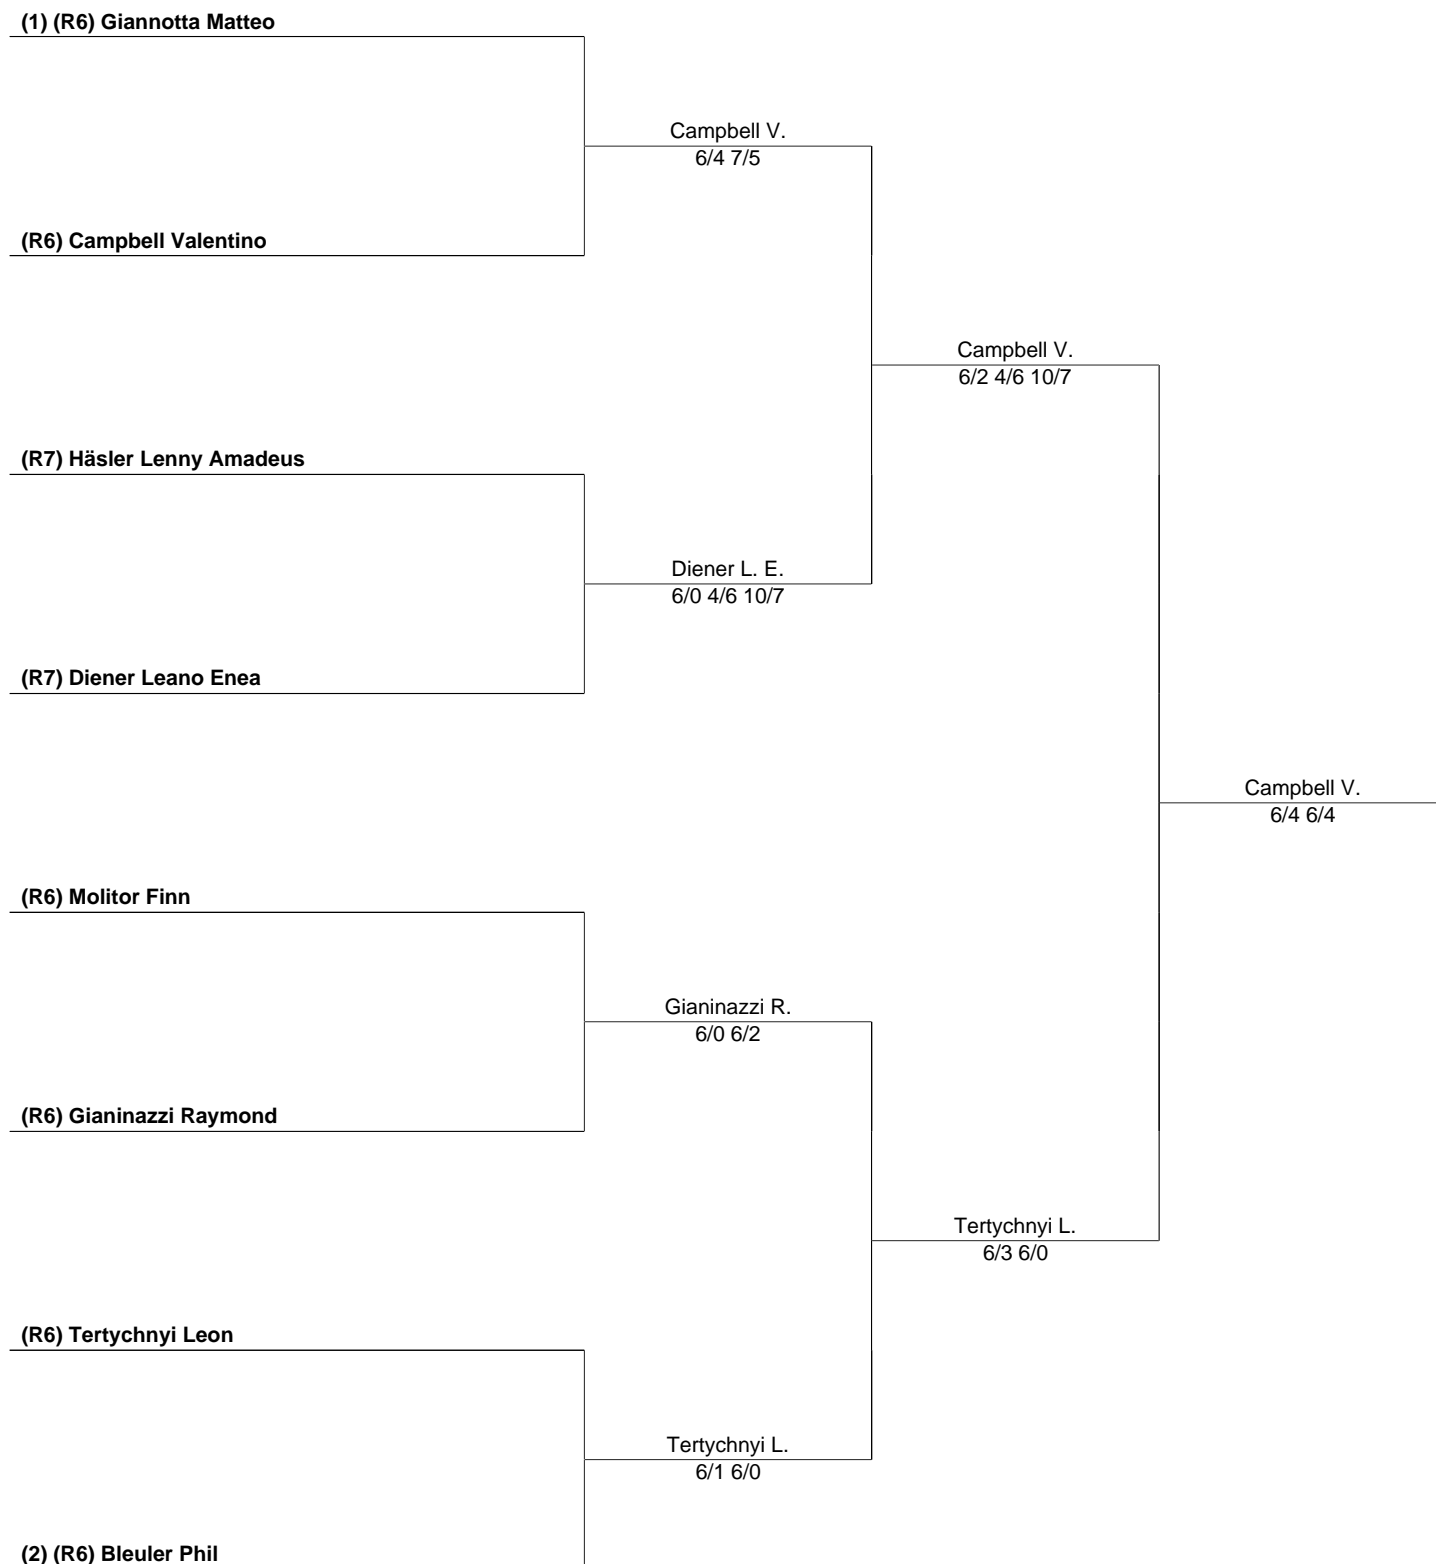 (1) (R6) Giannotta Matteo
Campbell V.
6/4 7/5
(R6) Campbell Valentino
Campbell V.
6/2 4/6 10/7
(R7) Häsler Lenny Amadeus
Diener L. E.
6/0 4/6 10/7
(R7) Diener Leano Enea
Campbell V.
6/4 6/4
(R6) Molitor Finn
Gianinazzi R.
6/0 6/2
(R6) Gianinazzi Raymond
Tertychnyi L.
6/3 6/0
(R6) Tertychnyi Leon
Tertychnyi L.
6/1 6/0
(2) (R6) Bleuler Phil